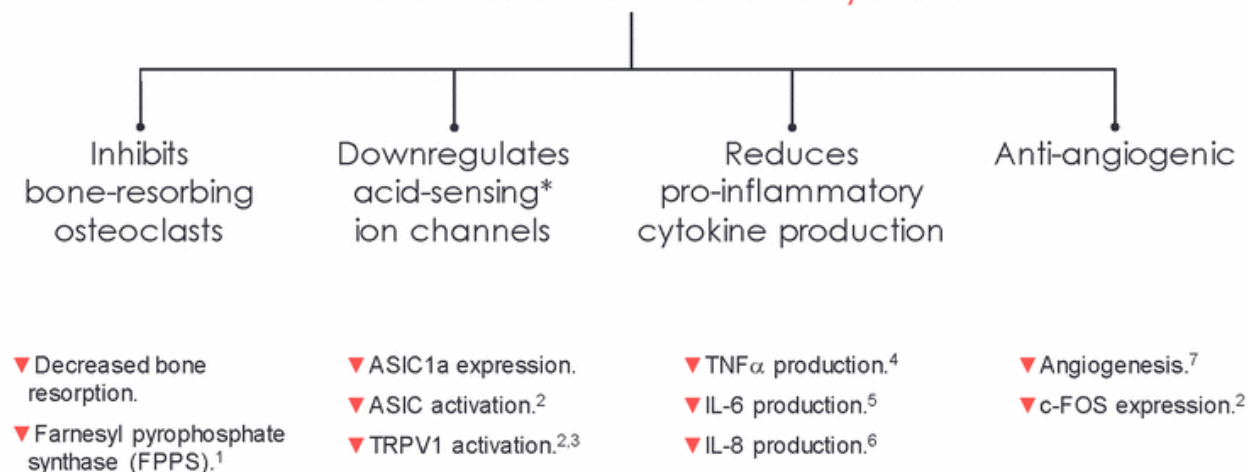 Inhibits
bone-resorbing
osteoclasts
Downregulates
acid-sensing*
ion channels
Reduces
pro-inflammatory
cytokine production
Anti-angiogenic
▼ Decreased bone
resorption.
▼ Farnesyl pyrophosphate
synthase (FPPS).¹
▼ ASIC1a expression.
▼ ASIC activation.²
▼ TRPV1 activation.²,³
▼ TNFα production.⁴
▼ IL-6 production.⁵
▼ IL-8 production.⁶
▼ Angiogenesis.⁷
▼ c-FOS expression.²